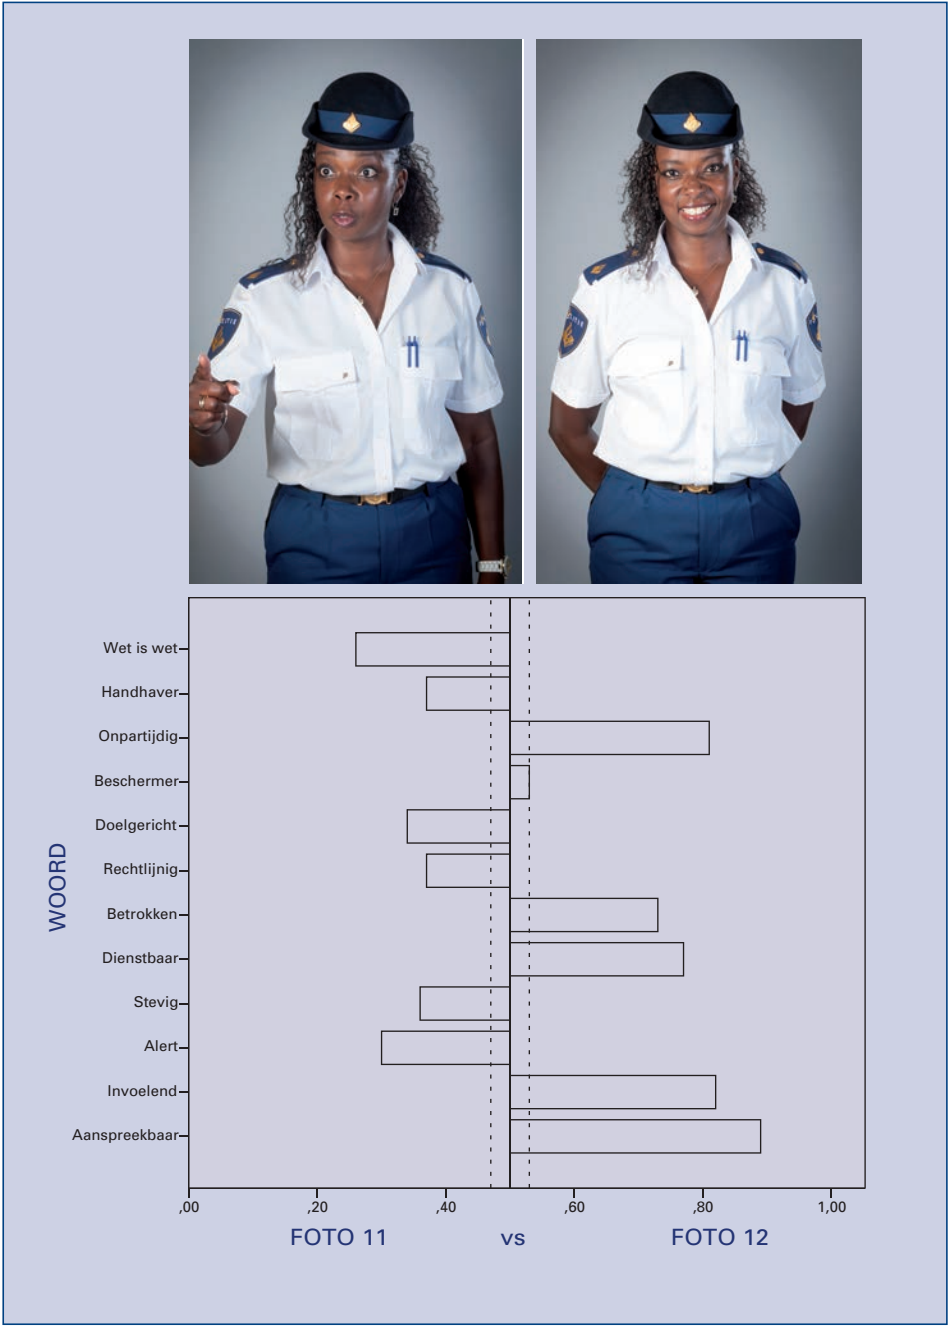 Wet is wet
Handhaver
Onpartijdig
Beschermer
Doelgericht
Rechtlijnig
Betrokken
Dienstbaar
Stevig
Alert
Invoelend
Aanspreekbaar
WOORD
,00 ,20 ,40 ,60 ,80 1,00
FOTO 11 vs FOTO 12